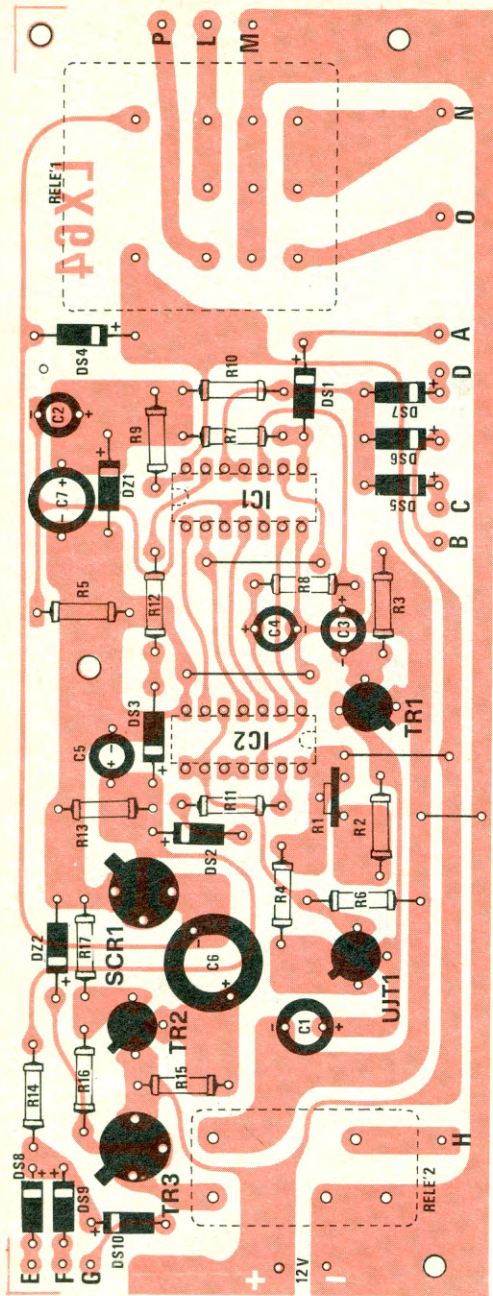 P
L
M
N
O
RELE'1
LX64
A
D
DS4
+
C2
- +
C7
- +
DZ1
+
R9
R10
R7
DS1
+
DS7
+
DS6
+
DS5
+
C
B
IC1
R5
R12
R8
C4
+ -
C3
+ -
R3
TR1
DS3
+
C5
+
IC2
R13
R11
DS2
+
R1
R2
R4
R6
UJT1
SCR1
DZ2
+
R17
C6
- +
C1
- +
TR2
R14
R16
R15
TR3
DS8
+
DS9
+
DS10
+
E
F
G
RELE'2
H
+
12 V
-